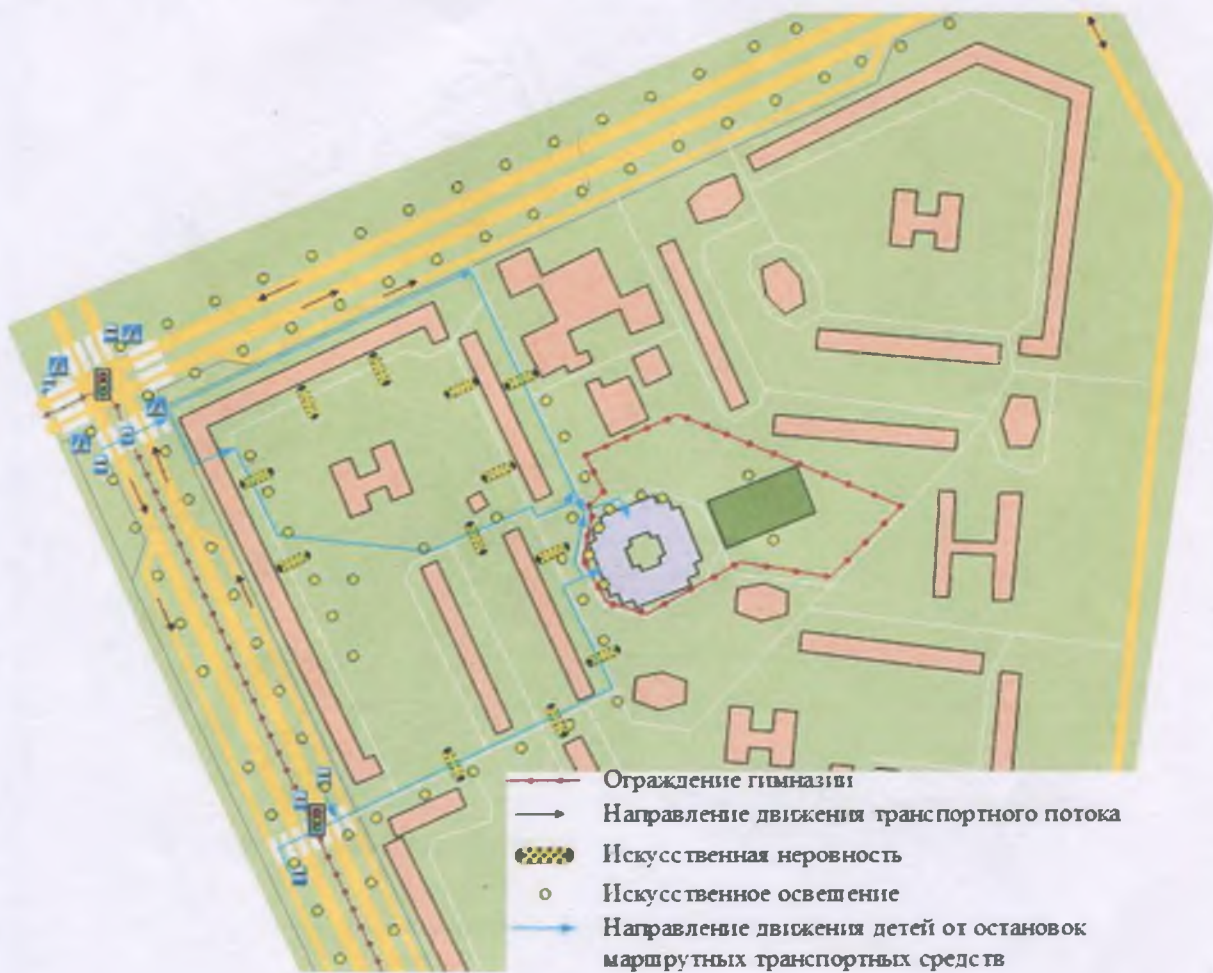 Ограждение гимназии
Направление движения транспортного потока
Искусственная неровность
Искусственное освещение
Направление движения детей от остановок
маршрутных транспортных средств